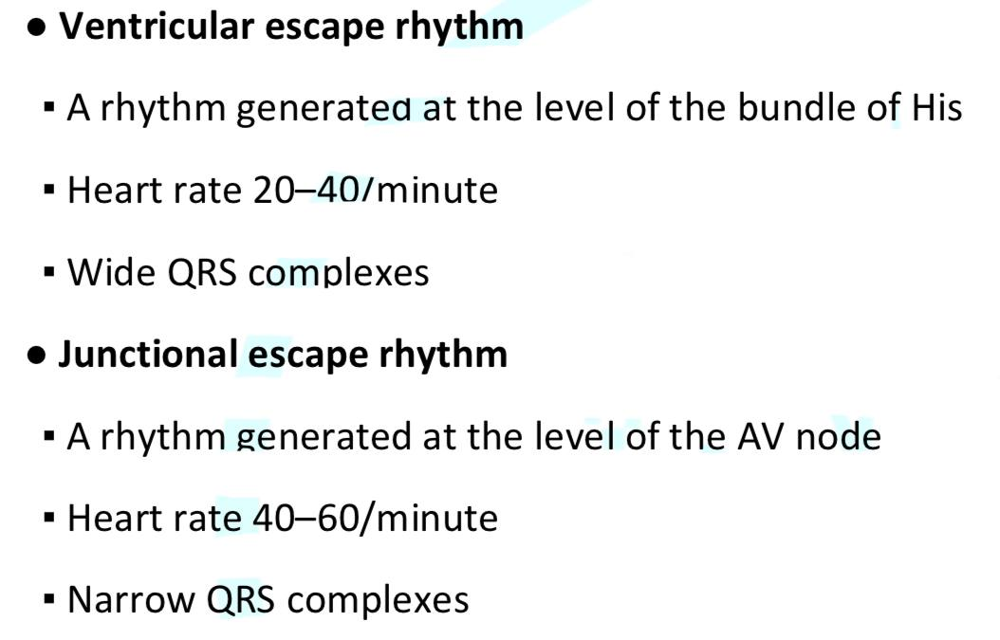 ● Ventricular escape rhythm
▪ A rhythm generated at the level of the bundle of His
▪ Heart rate 20–40/minute
▪ Wide QRS complexes
● Junctional escape rhythm
▪ A rhythm generated at the level of the AV node
▪ Heart rate 40–60/minute
▪ Narrow QRS complexes